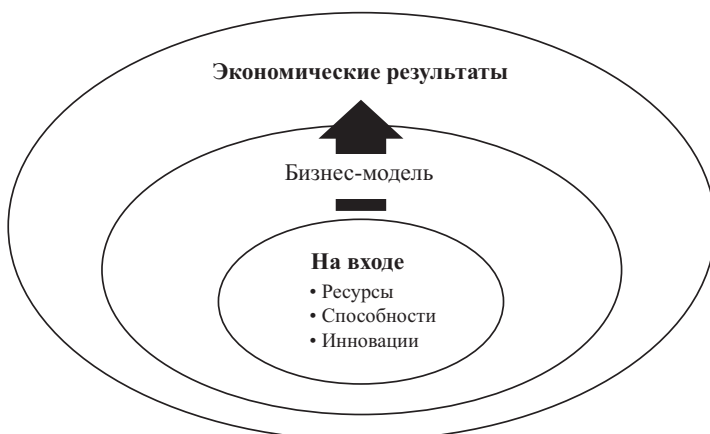 Экономические результаты
Бизнес-модель
На входе
• Ресурсы
• Способности
• Инновации